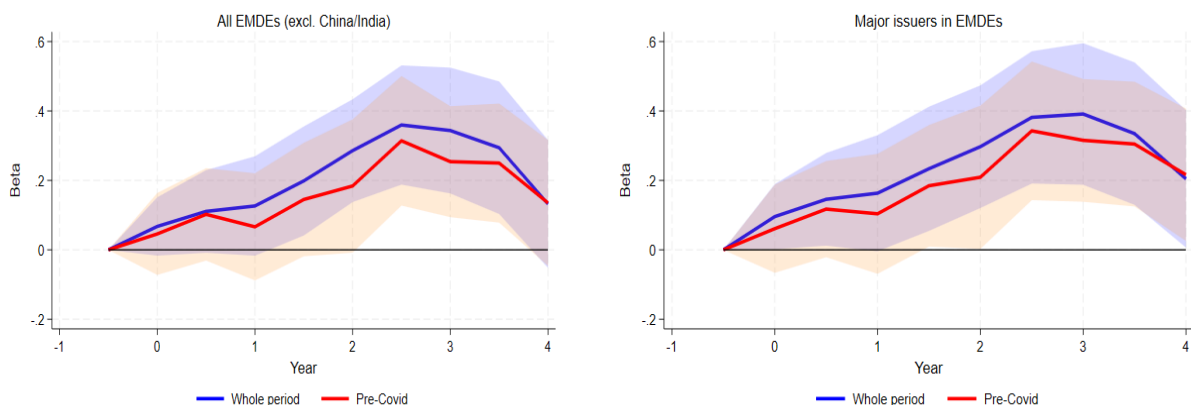 All EMDEs (excl. China/India)
.6
.4
.2
0
-.2
Beta
-1
0
1
2
3
4
Year
Whole period
Pre-Covid
Major issuers in EMDEs
.6
.4
.2
0
-.2
Beta
-1
0
1
2
3
4
Year
Whole period
Pre-Covid